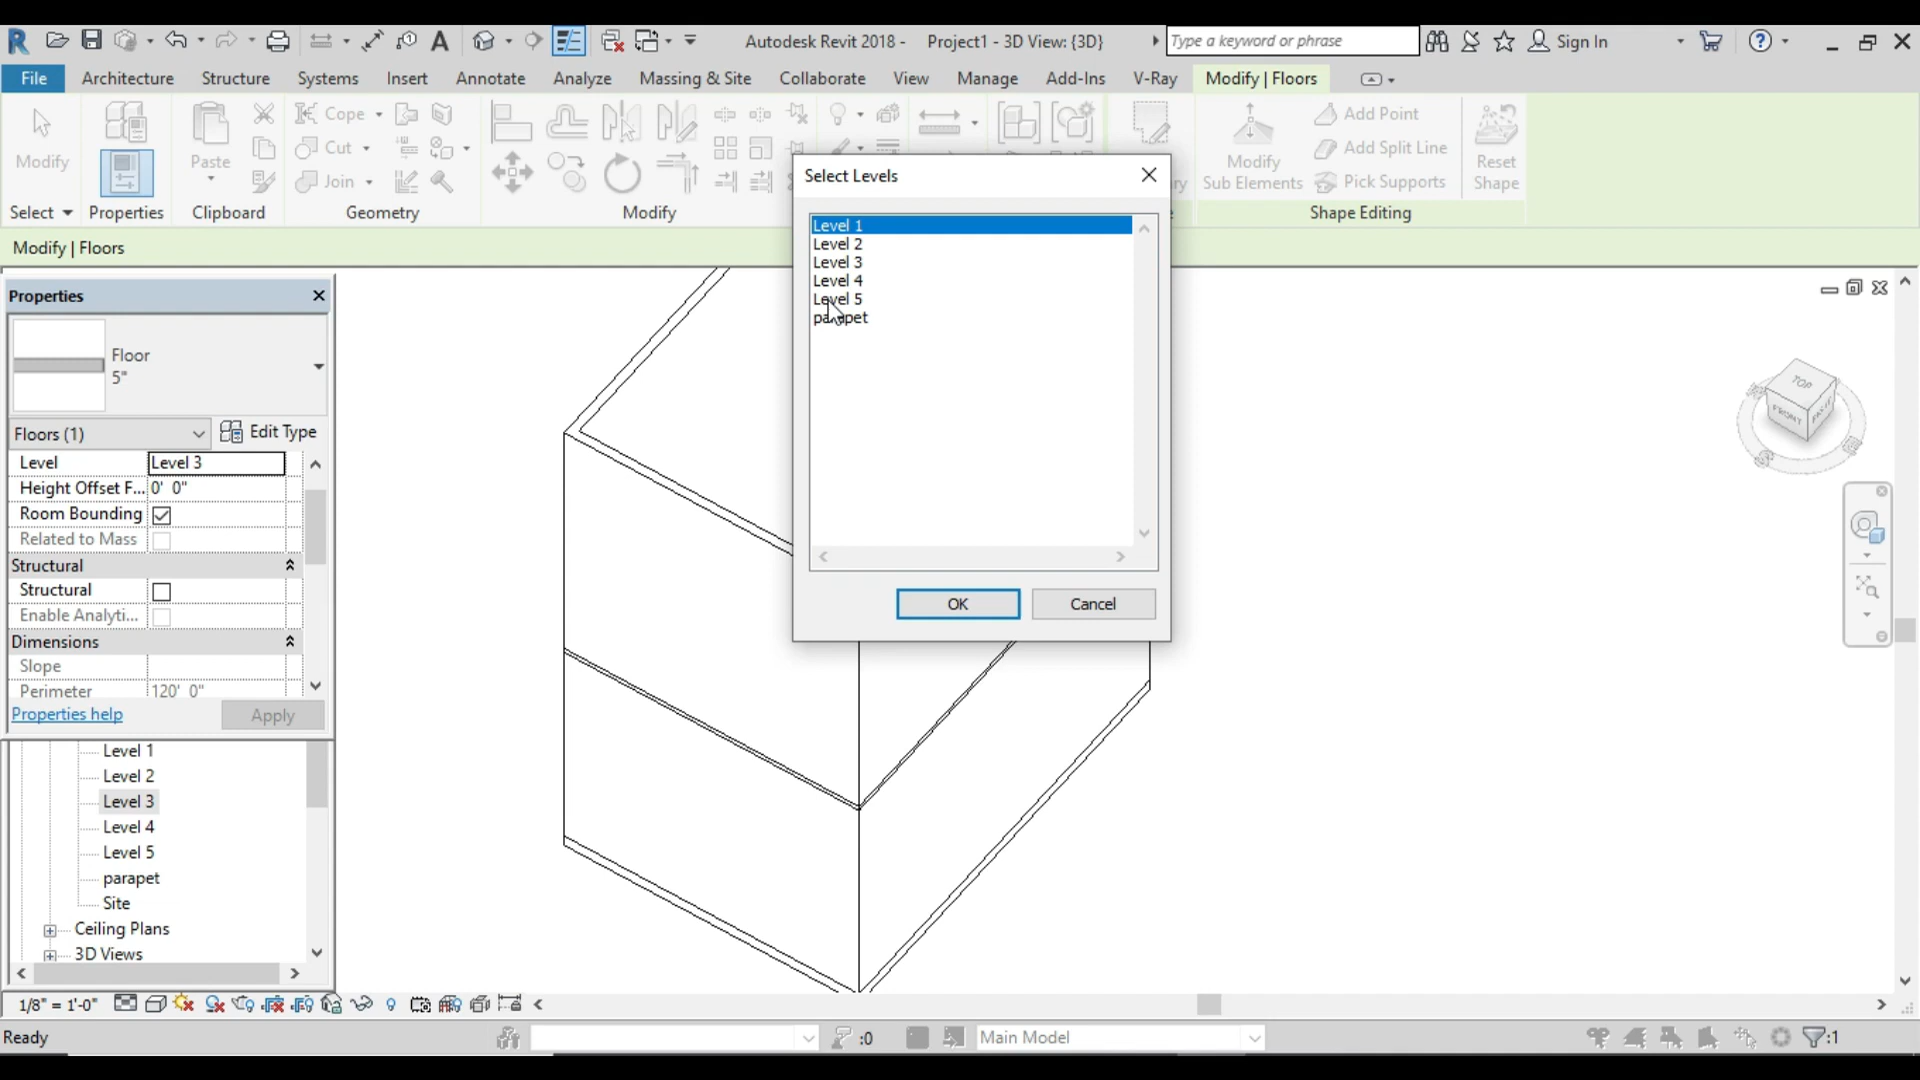 Autodesk Revit 2018 - Project1 - 3D View: {3D}
Type a keyword or phrase
Sign In
File Architecture Structure Systems Insert Annotate Analyze Massing & Site Collaborate View Manage Add-Ins V-Ray Modify | Floors
Modify
Paste
Cope
Cut
Join
Modify
Sub Elements
Add Point
Add Split Line
Pick Supports
Reset
Shape
Select Properties Clipboard Geometry Modify Shape Editing
Modify | Floors
Select Levels
Level 1
Level 2
Level 3
Level 4
Level 5
parapet
OK Cancel
Properties
Floor
5"
Floors (1) Edit Type
Level Level 3
Height Offset F... 0' 0"
Room Bounding
Related to Mass
Structural
Structural
Enable Analyti...
Dimensions
Slope
Perimeter 120' 0"
Properties help Apply
Level 1
Level 2
Level 3
Level 4
Level 5
parapet
Site
Ceiling Plans
3D Views
TOP
FRONT
1/8" = 1'-0"
Ready :0 Main Model :1